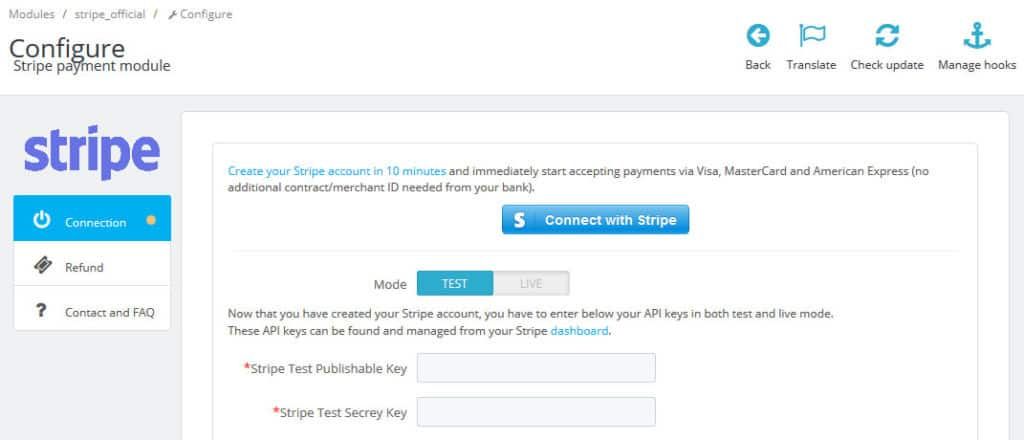 Modules / stripe_official / Configure
Configure
Stripe payment module
Back
Translate
Check update
Manage hooks
stripe
Connection
Refund
? Contact and FAQ
Create your Stripe account in 10 minutes and immediately start accepting payments via Visa, MasterCard and American Express (no
additional contract/merchant ID needed from your bank).
S Connect with Stripe
Mode TEST LIVE
Now that you have created your Stripe account, you have to enter below your API keys in both test and live mode.
These API keys can be found and managed from your Stripe dashboard.
*Stripe Test Publishable Key
*Stripe Test Secrey Key